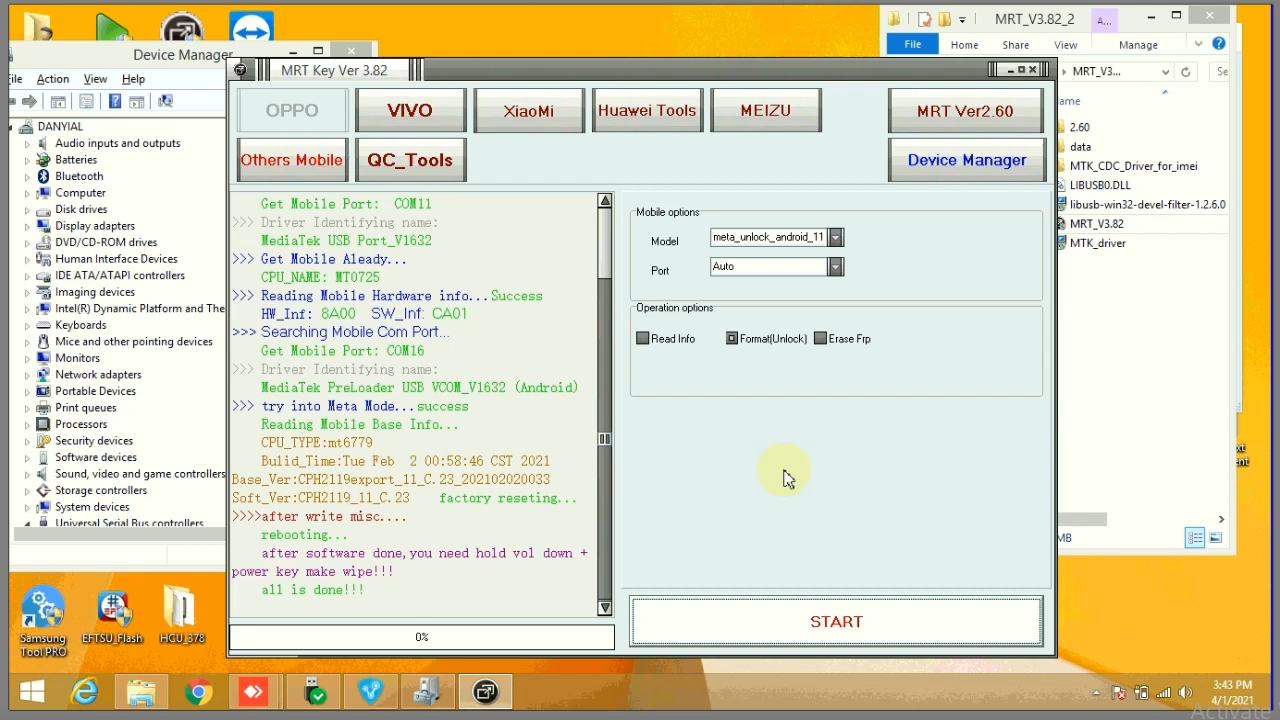 MRT_V3.82_2
A...
File
Home
Share
View
Manage
Device Manager
File
Action
View
Help
DANYIAL
Audio inputs and outputs
Batteries
Bluetooth
Computer
Disk drives
Display adapters
DVD/CD-ROM drives
Human Interface Devices
IDE ATA/ATAPI controllers
Imaging devices
Intel(R) Dynamic Platform and The
Keyboards
Mice and other pointing devices
Monitors
Network adapters
Portable Devices
Print queues
Processors
Security devices
Software devices
Sound, video and game controllers
Storage controllers
System devices
Universal Serial Bus controllers
MRT Key Ver 3.82
OPPO
VIVO
XiaoMi
Huawei Tools
MEIZU
MRT Ver2.60
Others Mobile
QC_Tools
Device Manager
Get Mobile Port: COM11
>>> Driver Identifying name:
MediaTek USB Port_V1632
>>> Get Mobile Aleady...
CPU_NAME: MT0725
>>> Reading Mobile Hardware info...Success
HW_Inf: 8A00 SW_Inf: CA01
>>> Searching Mobile Com Port...
Get Mobile Port: COM16
>>> Driver Identifying name:
MediaTek PreLoader USB VCOM_V1632 (Android)
>>> try into Meta Mode...success
Reading Mobile Base Info...
CPU_TYPE:mt6779
Bulid_Time:Tue Feb 2 00:58:46 CST 2021
Base_Ver:CPH2119export_11_C.23_202102020033
Soft_Ver:CPH2119_11_C.23 factory reseting...
>>>>after write misc....
rebooting...
after software done,you need hold vol down +
power key make wipe!!!
all is done!!!
0%
Mobile options
Model
meta_unlock_android_11
Port
Auto
Operation options
Read Info
Format(Unlock)
Erase Frp
START
MRT_V3...
Se
ame
2.60
data
MTK_CDC_Driver_for_imei
LIBUSB0.DLL
libusb-win32-devel-filter-1.2.6.0
MRT_V3.82
MTK_driver
MB
Samsung
Tool PRO
EFTSU_Flash
HCU_378
3:43 PM
4/1/2021
Activate